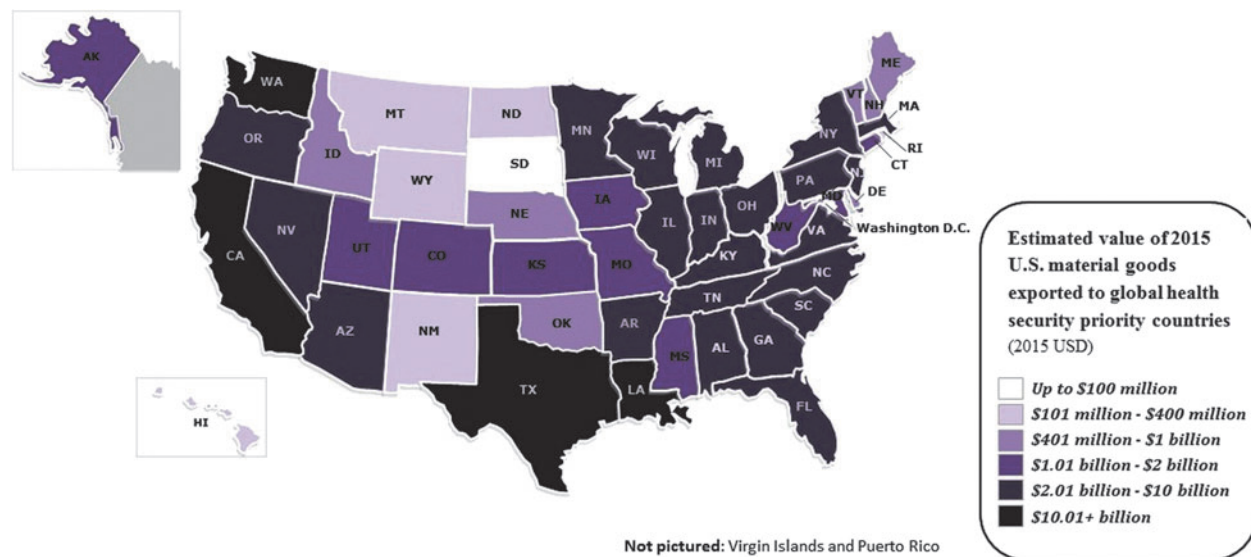 AK
WA
MT
ND
MN
ME
VT
NH
MA
OR
ID
SD
WI
MI
NY
RI
CT
WY
IA
PA
NJ
DE
NE
IL
IN
OH
MD
Washington D.C.
NV
UT
CO
KS
MO
WV
VA
KY
CA
NC
TN
AZ
NM
OK
AR
SC
MS
AL
GA
TX
LA
FL
HI
Estimated value of 2015
U.S. material goods
exported to global health
security priority countries
(2015 USD)
Up to $100 million
$101 million - $400 million
$401 million - $1 billion
$1.01 billion - $2 billion
$2.01 billion - $10 billion
$10.01+ billion
Not pictured: Virgin Islands and Puerto Rico